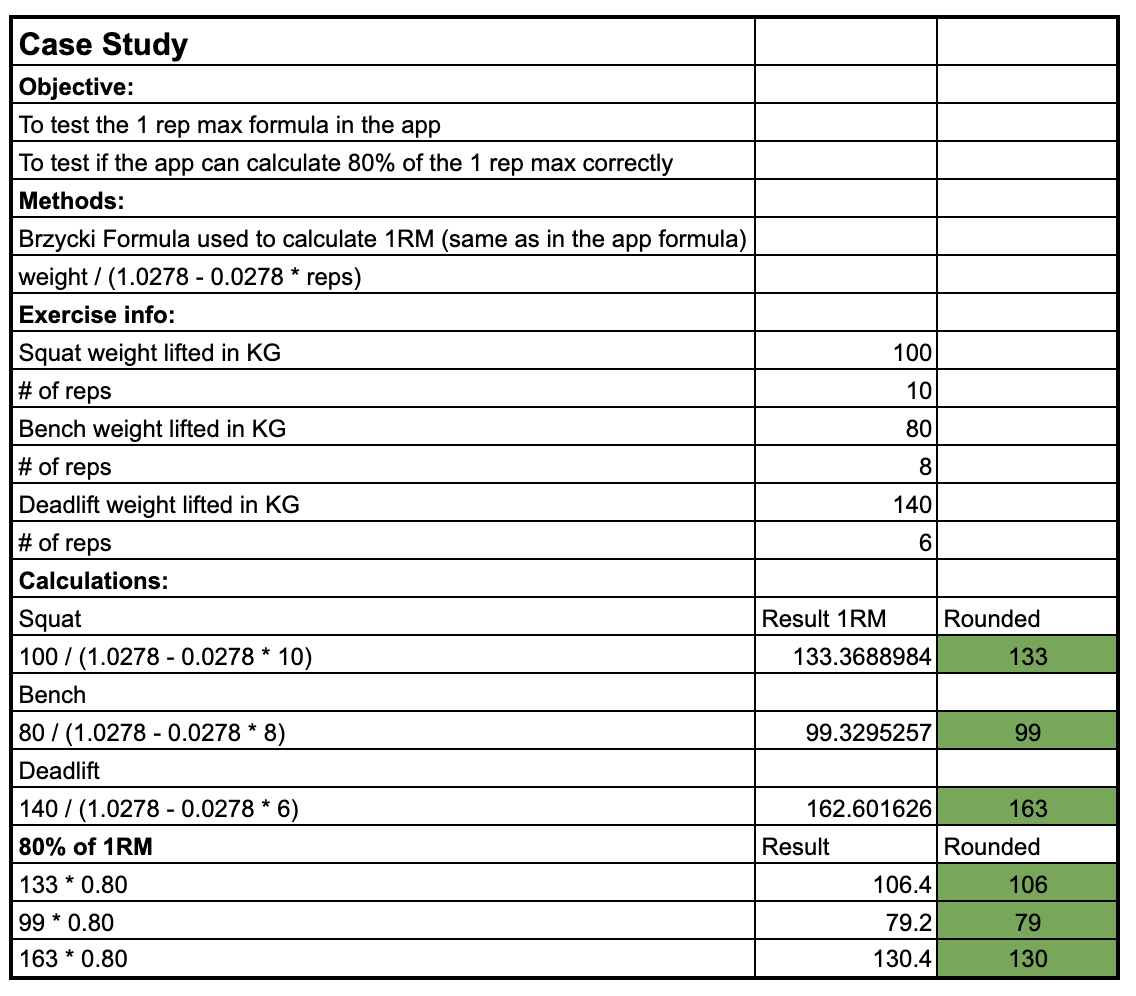 Case Study
Objective:
To test the 1 rep max formula in the app
To test if the app can calculate 80% of the 1 rep max correctly
Methods:
Brzycki Formula used to calculate 1RM (same as in the app formula)
weight / (1.0278 - 0.0278 * reps)
Exercise info:
Squat weight lifted in KG 100
# of reps 10
Bench weight lifted in KG 80
# of reps 8
Deadlift weight lifted in KG 140
# of reps 6
Calculations:
Squat Result 1RM Rounded
100 / (1.0278 - 0.0278 * 10) 133.3688984 133
Bench
80 / (1.0278 - 0.0278 * 8) 99.3295257 99
Deadlift
140 / (1.0278 - 0.0278 * 6) 162.601626 163
80% of 1RM Result Rounded
133 * 0.80 106.4 106
99 * 0.80 79.2 79
163 * 0.80 130.4 130